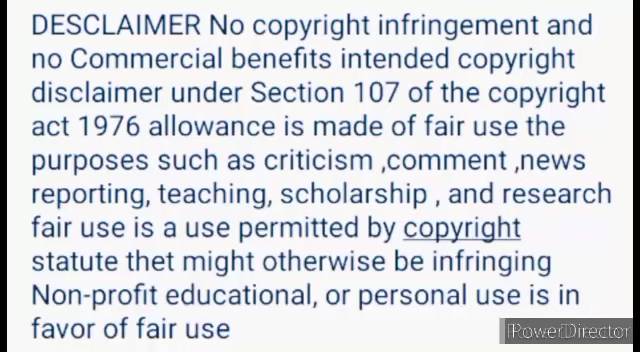 DESCLAIMER No copyright infringement and
no Commercial benefits intended copyright
disclaimer under Section 107 of the copyright
act 1976 allowance is made of fair use the
purposes such as criticism ,comment ,news
reporting, teaching, scholarship , and research
fair use is a use permitted by copyright
statute thet might otherwise be infringing
Non-profit educational, or personal use is in
favor of fair use
PowerDirector